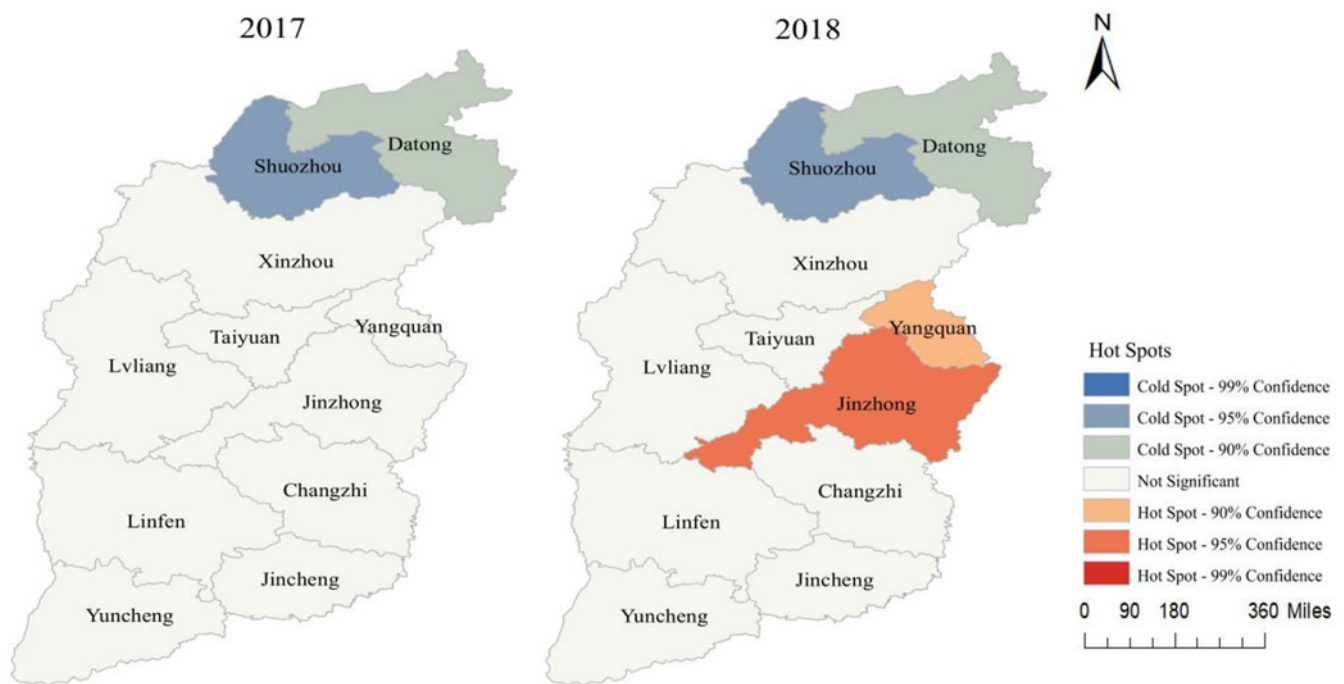 2017
2018
N
Datong
Shuozhou
Xinzhou
Yangquan
Taiyuan
Lvliang
Jinzhong
Changzhi
Linfen
Jincheng
Yuncheng
Datong
Shuozhou
Xinzhou
Yangquan
Taiyuan
Lvliang
Jinzhong
Changzhi
Linfen
Jincheng
Yuncheng
Hot Spots
Cold Spot - 99% Confidence
Cold Spot - 95% Confidence
Cold Spot - 90% Confidence
Not Significant
Hot Spot - 90% Confidence
Hot Spot - 95% Confidence
Hot Spot - 99% Confidence
0 90 180 360 Miles